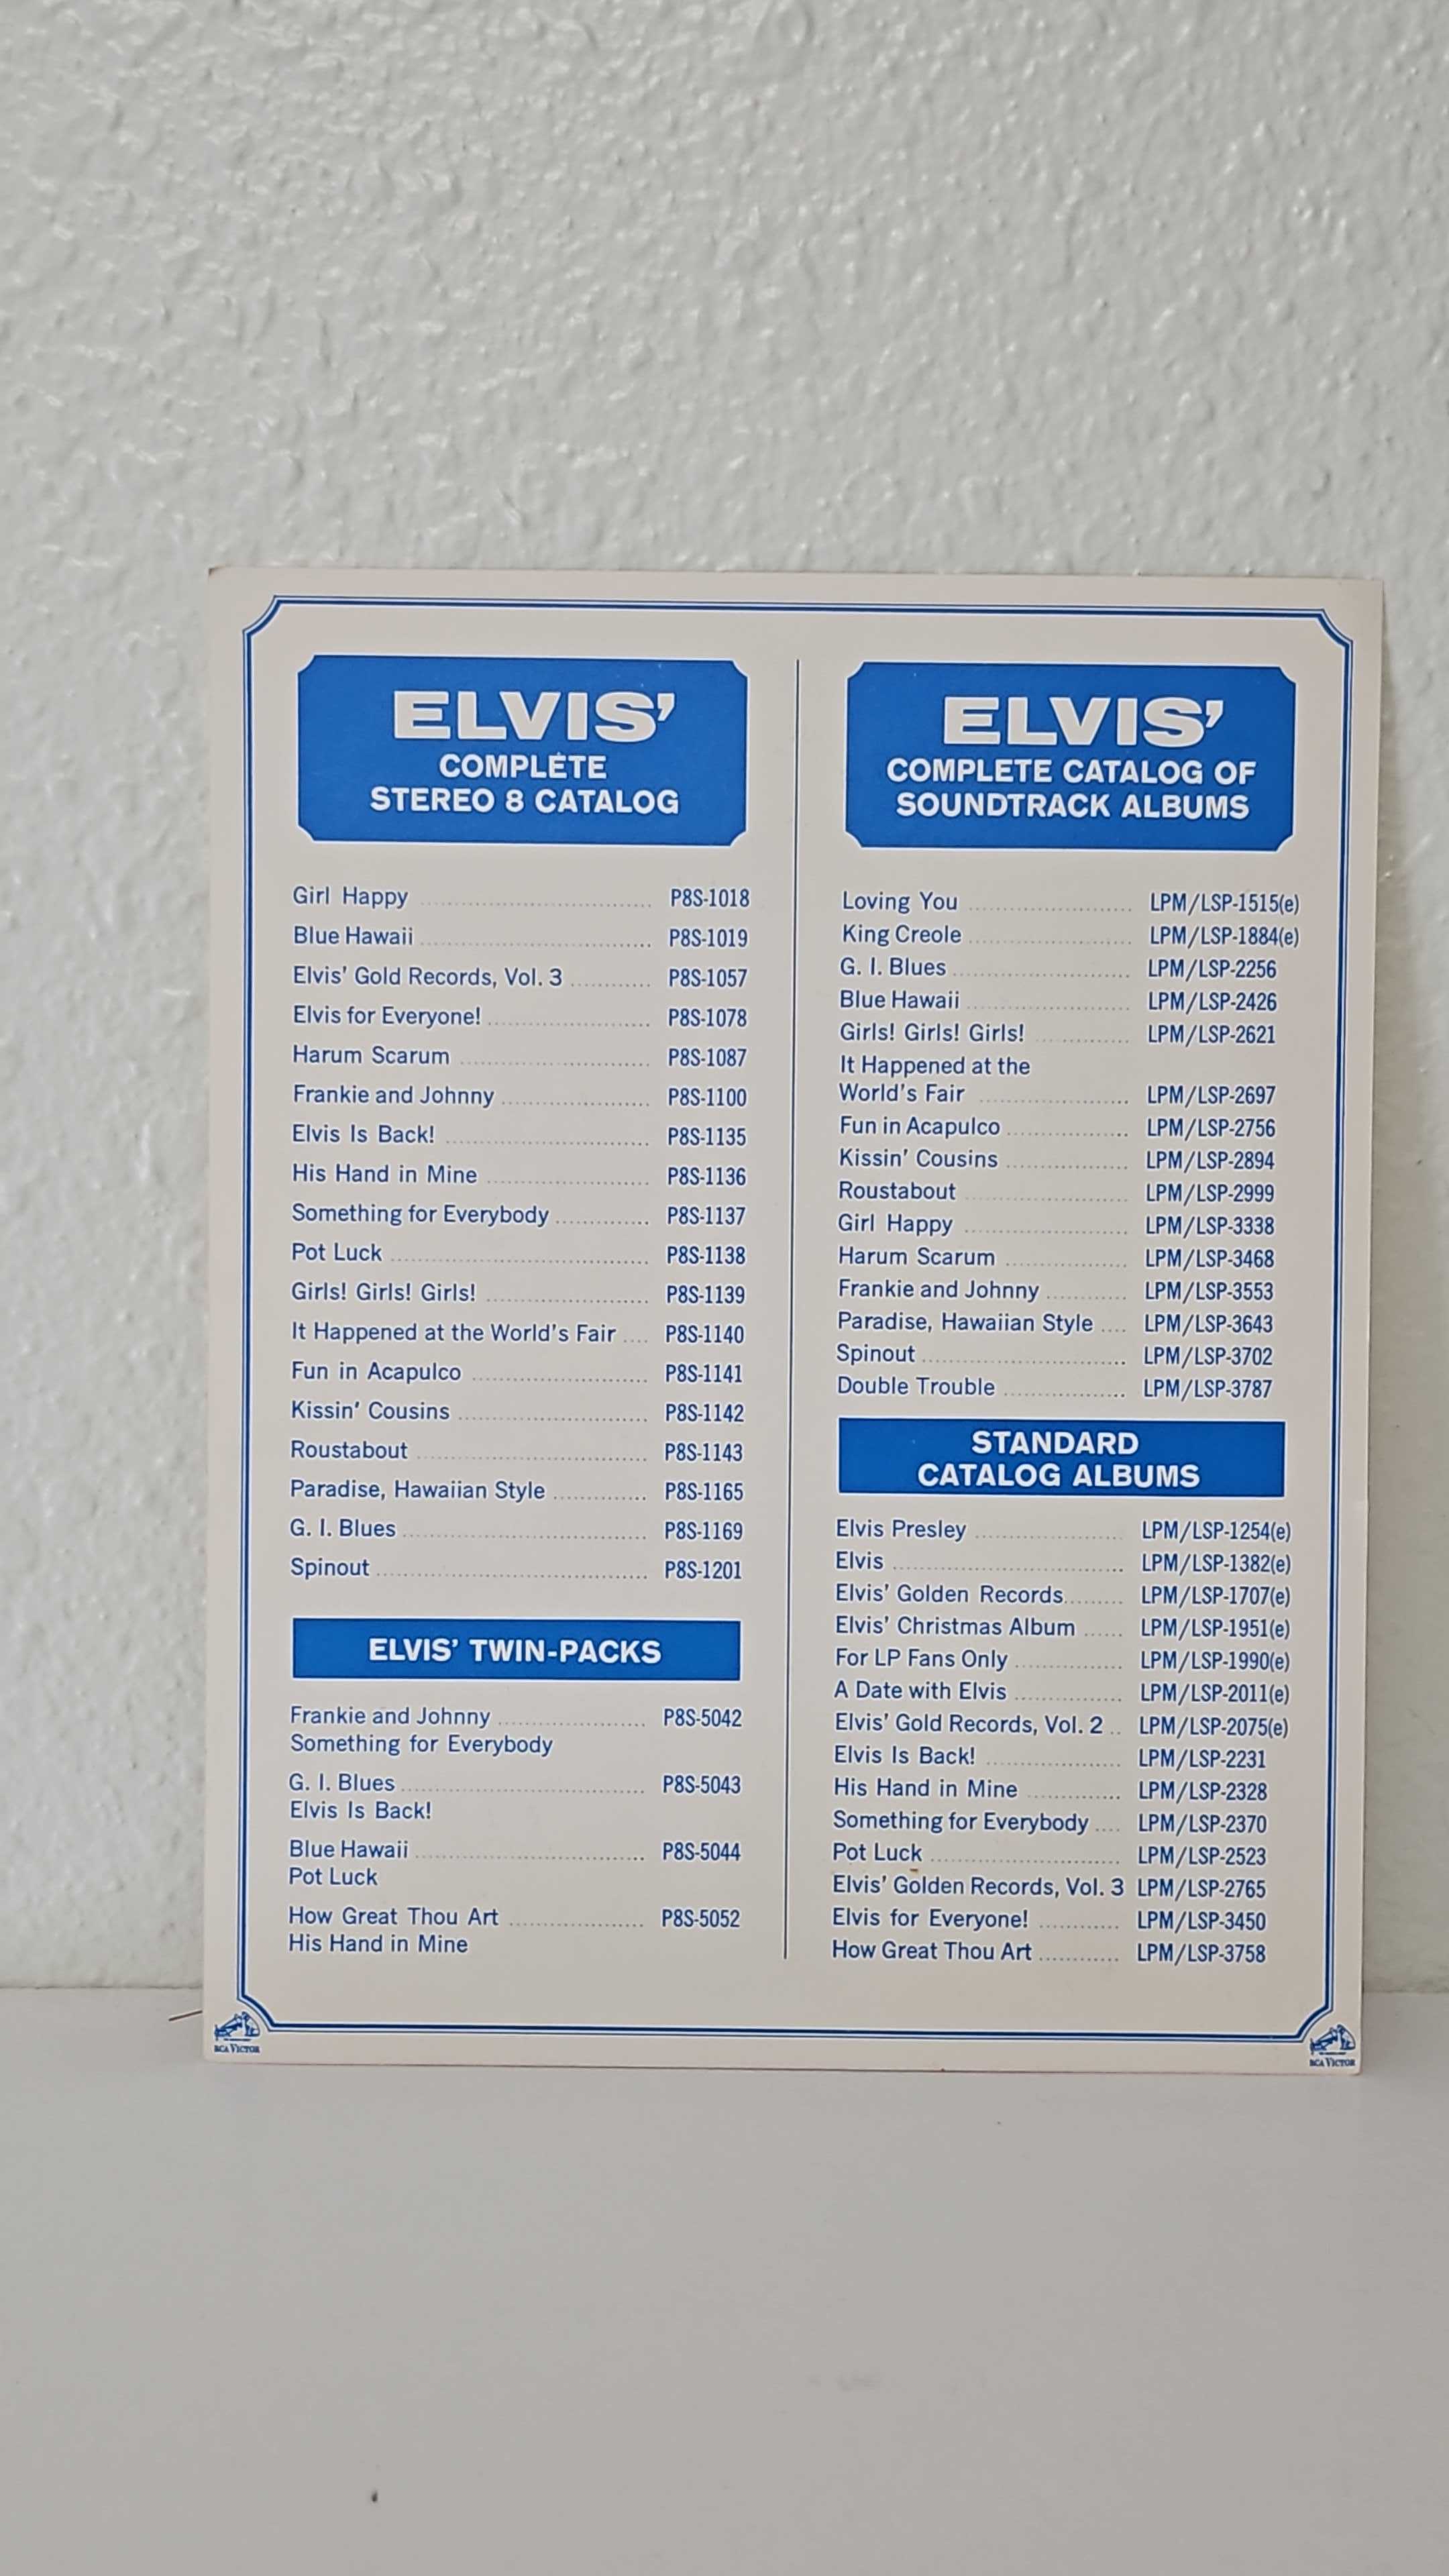 ELVIS'
COMPLETE
STEREO 8 CATALOG
Girl Happy ........ P8S-1018
Blue Hawaii ........ P8S-1019
Elvis' Gold Records, Vol. 3 ........ P8S-1057
Elvis for Everyone! ........ P8S-1078
Harum Scarum ........ P8S-1087
Frankie and Johnny ........ P8S-1100
Elvis Is Back! ........ P8S-1135
His Hand in Mine ........ P8S-1136
Something for Everybody ........ P8S-1137
Pot Luck ........ P8S-1138
Girls! Girls! Girls! ........ P8S-1139
It Happened at the World's Fair .... P8S-1140
Fun in Acapulco ........ P8S-1141
Kissin' Cousins ........ P8S-1142
Roustabout ........ P8S-1143
Paradise, Hawaiian Style ........ P8S-1165
G. I. Blues ........ P8S-1169
Spinout ........ P8S-1201
ELVIS' TWIN-PACKS
Frankie and Johnny ........ P8S-5042
Something for Everybody
G. I. Blues ........ P8S-5043
Elvis Is Back!
Blue Hawaii ........ P8S-5044
Pot Luck
How Great Thou Art ........ P8S-5052
His Hand in Mine
ELVIS'
COMPLETE CATALOG OF
SOUNDTRACK ALBUMS
Loving You ........ LPM/LSP-1515(e)
King Creole ........ LPM/LSP-1884(e)
G. I. Blues ........ LPM/LSP-2256
Blue Hawaii ........ LPM/LSP-2426
Girls! Girls! Girls! ........ LPM/LSP-2621
It Happened at the
World's Fair ........ LPM/LSP-2697
Fun in Acapulco ........ LPM/LSP-2756
Kissin' Cousins ........ LPM/LSP-2894
Roustabout ........ LPM/LSP-2999
Girl Happy ........ LPM/LSP-3338
Harum Scarum ........ LPM/LSP-3468
Frankie and Johnny ........ LPM/LSP-3553
Paradise, Hawaiian Style .... LPM/LSP-3643
Spinout ........ LPM/LSP-3702
Double Trouble ........ LPM/LSP-3787
STANDARD
CATALOG ALBUMS
Elvis Presley ........ LPM/LSP-1254(e)
Elvis ........ LPM/LSP-1382(e)
Elvis' Golden Records ........ LPM/LSP-1707(e)
Elvis' Christmas Album ...... LPM/LSP-1951(e)
For LP Fans Only ........ LPM/LSP-1990(e)
A Date with Elvis ........ LPM/LSP-2011(e)
Elvis' Gold Records, Vol. 2 .. LPM/LSP-2075(e)
Elvis Is Back! ........ LPM/LSP-2231
His Hand in Mine ........ LPM/LSP-2328
Something for Everybody .... LPM/LSP-2370
Pot Luck ........ LPM/LSP-2523
Elvis' Golden Records, Vol. 3 LPM/LSP-2765
Elvis for Everyone! ........ LPM/LSP-3450
How Great Thou Art ........ LPM/LSP-3758
RCA VICTOR
RCA VICTOR